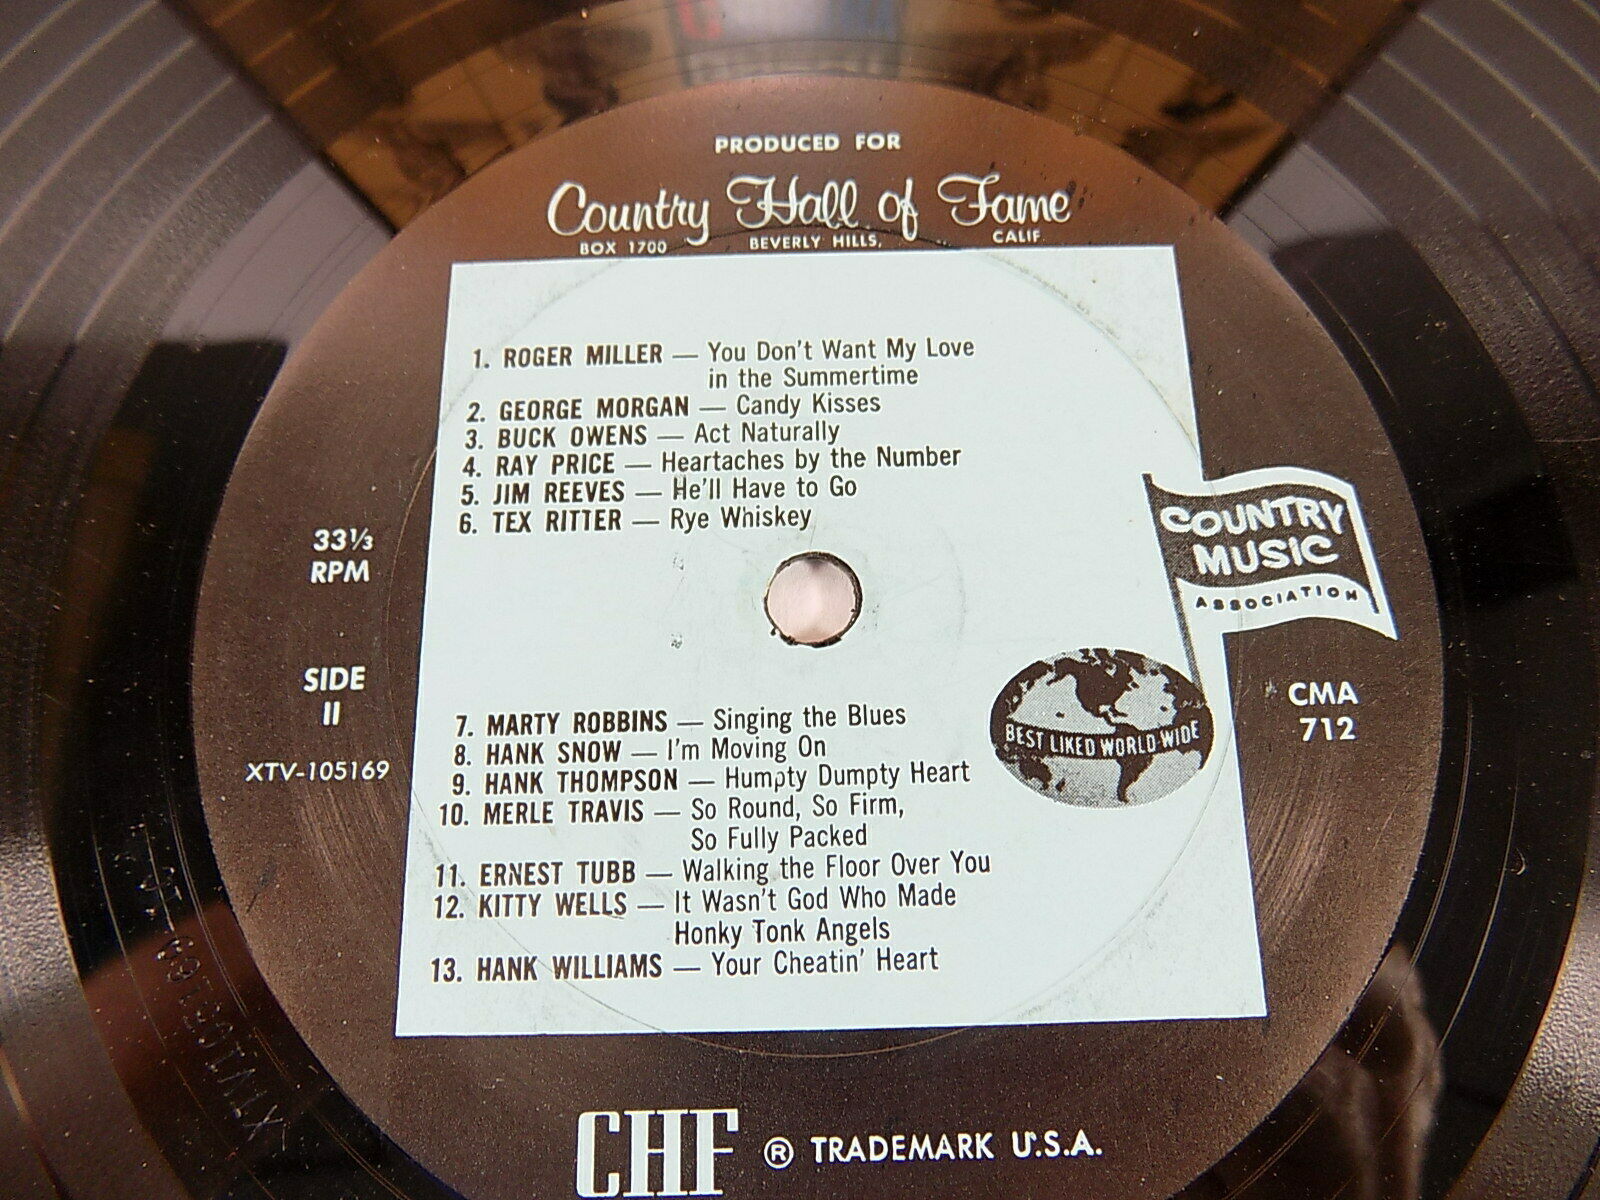 PRODUCED FOR
Country Hall of Fame
BOX 1700 BEVERLY HILLS, CALIF.
1. ROGER MILLER — You Don't Want My Love
in the Summertime
2. GEORGE MORGAN — Candy Kisses
3. BUCK OWENS — Act Naturally
4. RAY PRICE — Heartaches by the Number
5. JIM REEVES — He'll Have to Go
6. TEX RITTER — Rye Whiskey
33⅓
RPM
COUNTRY
MUSIC
ASSOCIATION
SIDE
II
XTV-105169
CMA
712
BEST LIKED WORLD WIDE
7. MARTY ROBBINS — Singing the Blues
8. HANK SNOW — I'm Moving On
9. HANK THOMPSON — Humpty Dumpty Heart
10. MERLE TRAVIS — So Round, So Firm,
So Fully Packed
11. ERNEST TUBB — Walking the Floor Over You
12. KITTY WELLS — It Wasn't God Who Made
Honky Tonk Angels
13. HANK WILLIAMS — Your Cheatin' Heart
CHF ® TRADEMARK U.S.A.